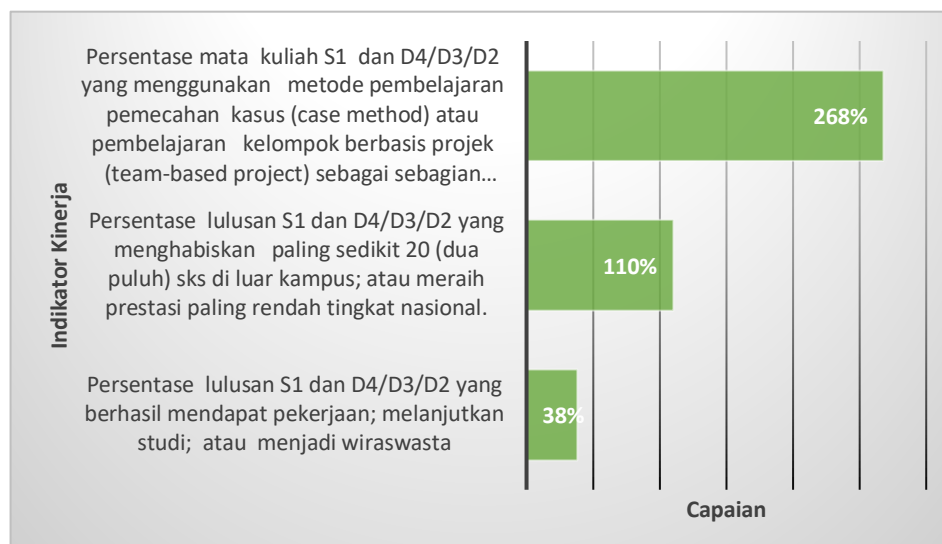 Persentase mata kuliah S1 dan D4/D3/D2
yang menggunakan metode pembelajaran
pemecahan kasus (case method) atau
pembelajaran kelompok berbasis projek
(team-based project) sebagai sebagian...
268%
Indikator Kinerja
Persentase lulusan S1 dan D4/D3/D2 yang
menghabiskan paling sedikit 20 (dua
puluh) sks di luar kampus; atau meraih
prestasi paling rendah tingkat nasional.
110%
Persentase lulusan S1 dan D4/D3/D2 yang
berhasil mendapat pekerjaan; melanjutkan
studi; atau menjadi wiraswasta
38%
Capaian